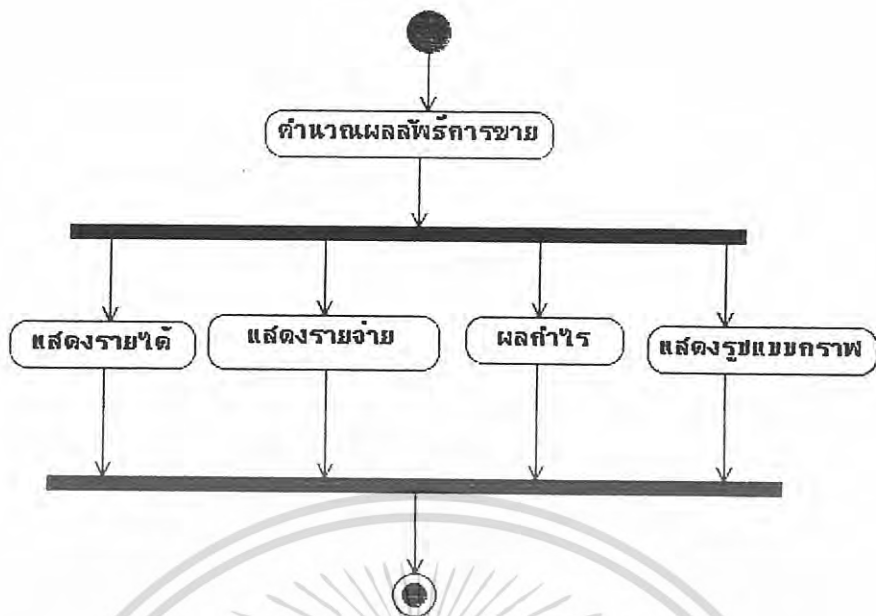 คำนวณผลลัพธ์การขาย
แสดงรายได้
แสดงรายจ่าย
ผลกำไร
แสดงรูปแบบกราฟ